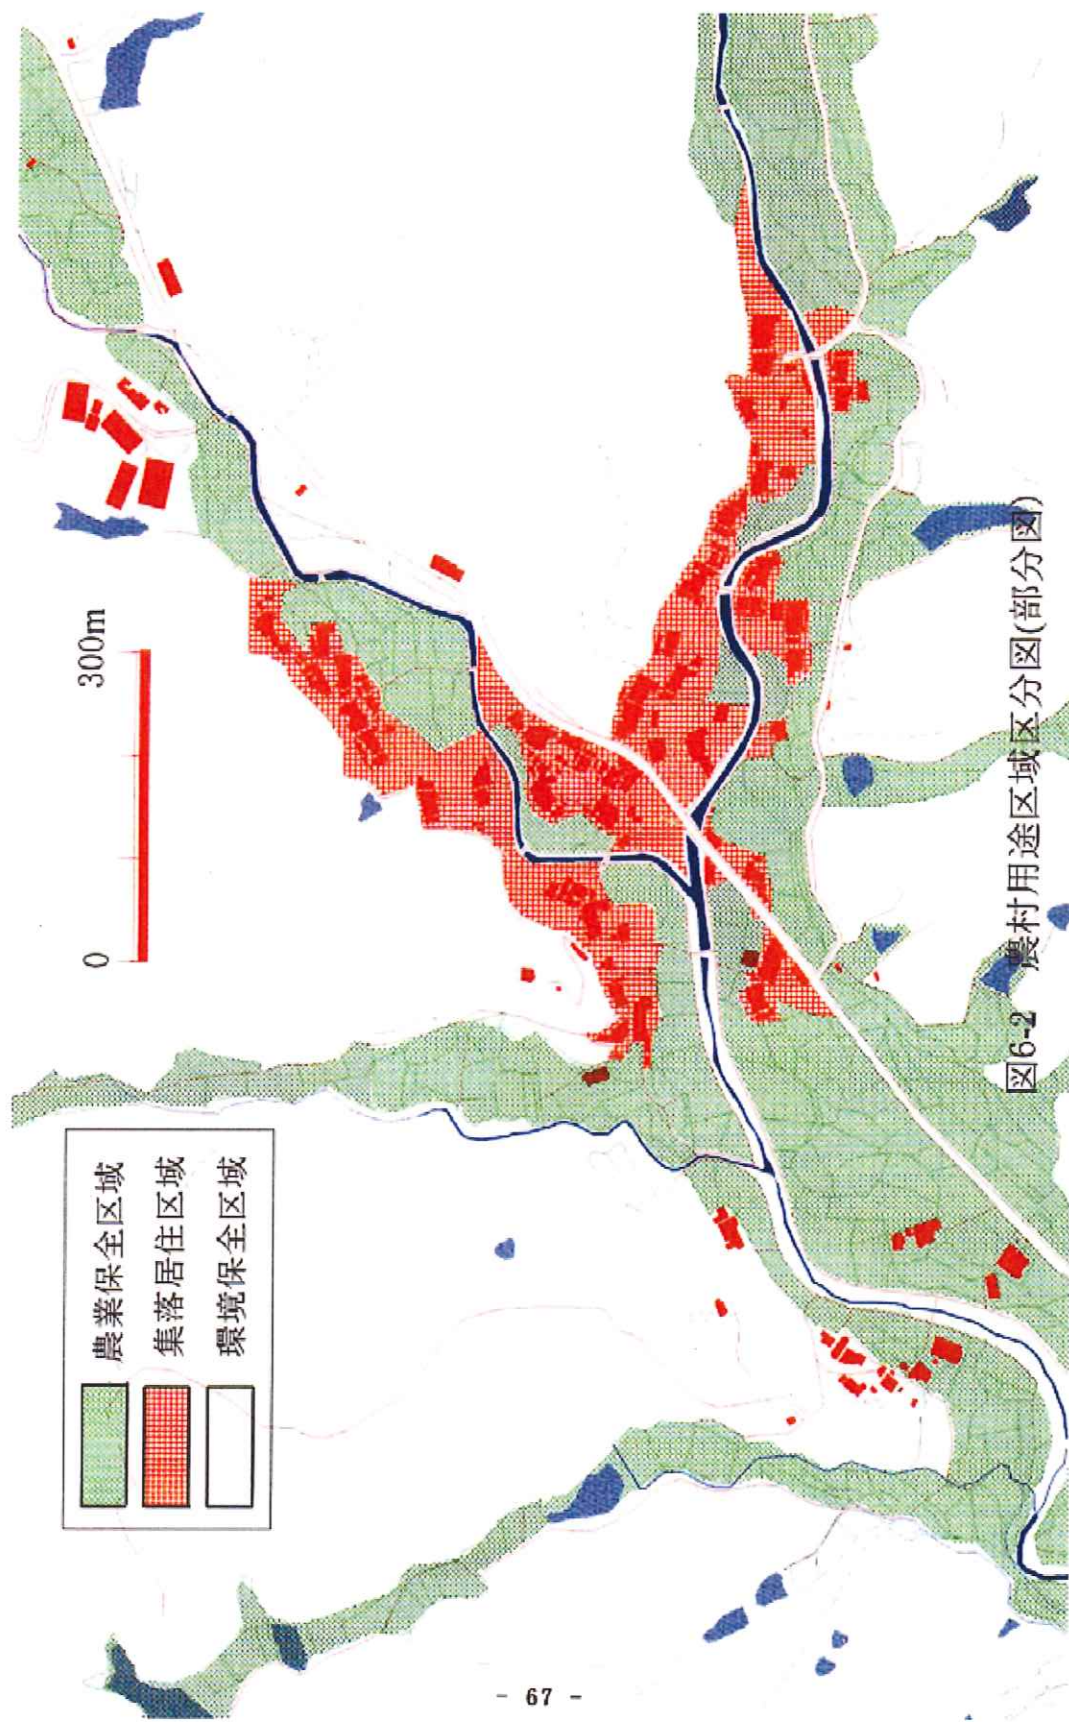 農業保全区域
集落居住区域
環境保全区域
0
300m
図6-2 農村用途区域区分図(部分図)
- 67 -